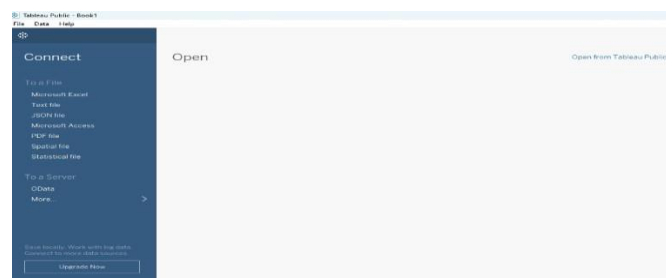 Tableau Public - Book1
File Data Help
Connect
Open
Open from Tableau Public
To a File
Microsoft Excel
Text file
JSON file
Microsoft Access
PDF file
Spatial file
Statistical file
To a Server
OData
More...
Save locally. Work with big data.
Connect to more data sources.
Upgrade Now